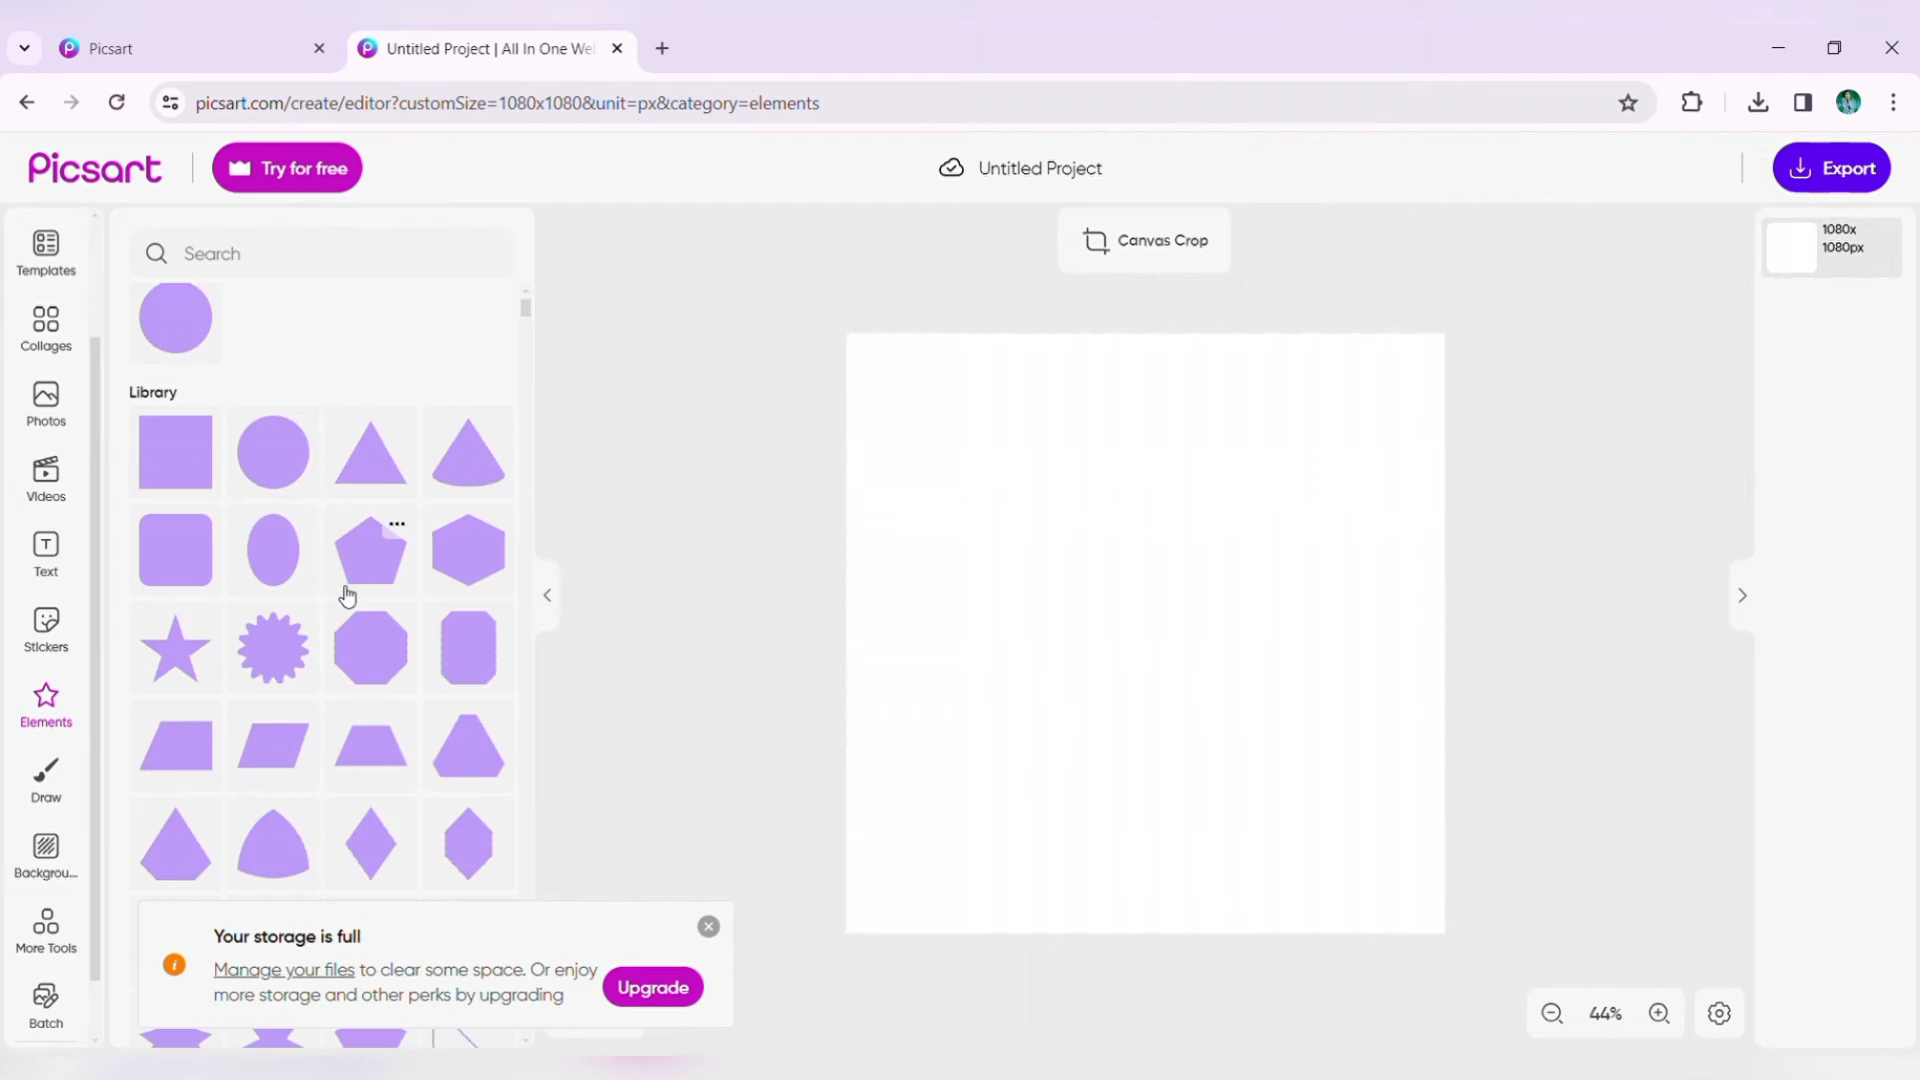 Picsart
Untitled Project | All In One We
picsart.com/create/editor?customSize=1080x1080&unit=px&category=elements
Picsart
Try for free
Untitled Project
Export
Templates
Collages
Photos
Videos
Text
Stickers
Elements
Draw
Backgrou...
More Tools
Batch
Search
Library
Canvas Crop
1080x
1080px
Your storage is full
Manage your files to clear some space. Or enjoy
more storage and other perks by upgrading
Upgrade
44%